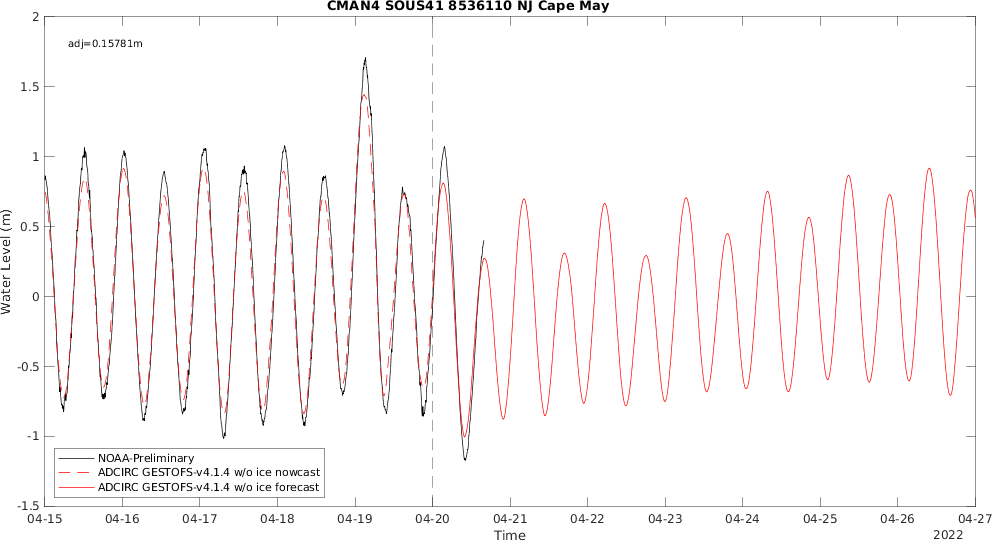 CMAN4 SOUS41 8536110 NJ Cape May
adj=0.15781m
Water Level (m)
2
1.5
1
0.5
0
-0.5
-1
-1.5
NOAA-Preliminary
ADCIRC GESTOFS-v4.1.4 w/o ice nowcast
ADCIRC GESTOFS-v4.1.4 w/o ice forecast
04-15 04-16 04-17 04-18 04-19 04-20 04-21 04-22 04-23 04-24 04-25 04-26 04-27
Time
2022